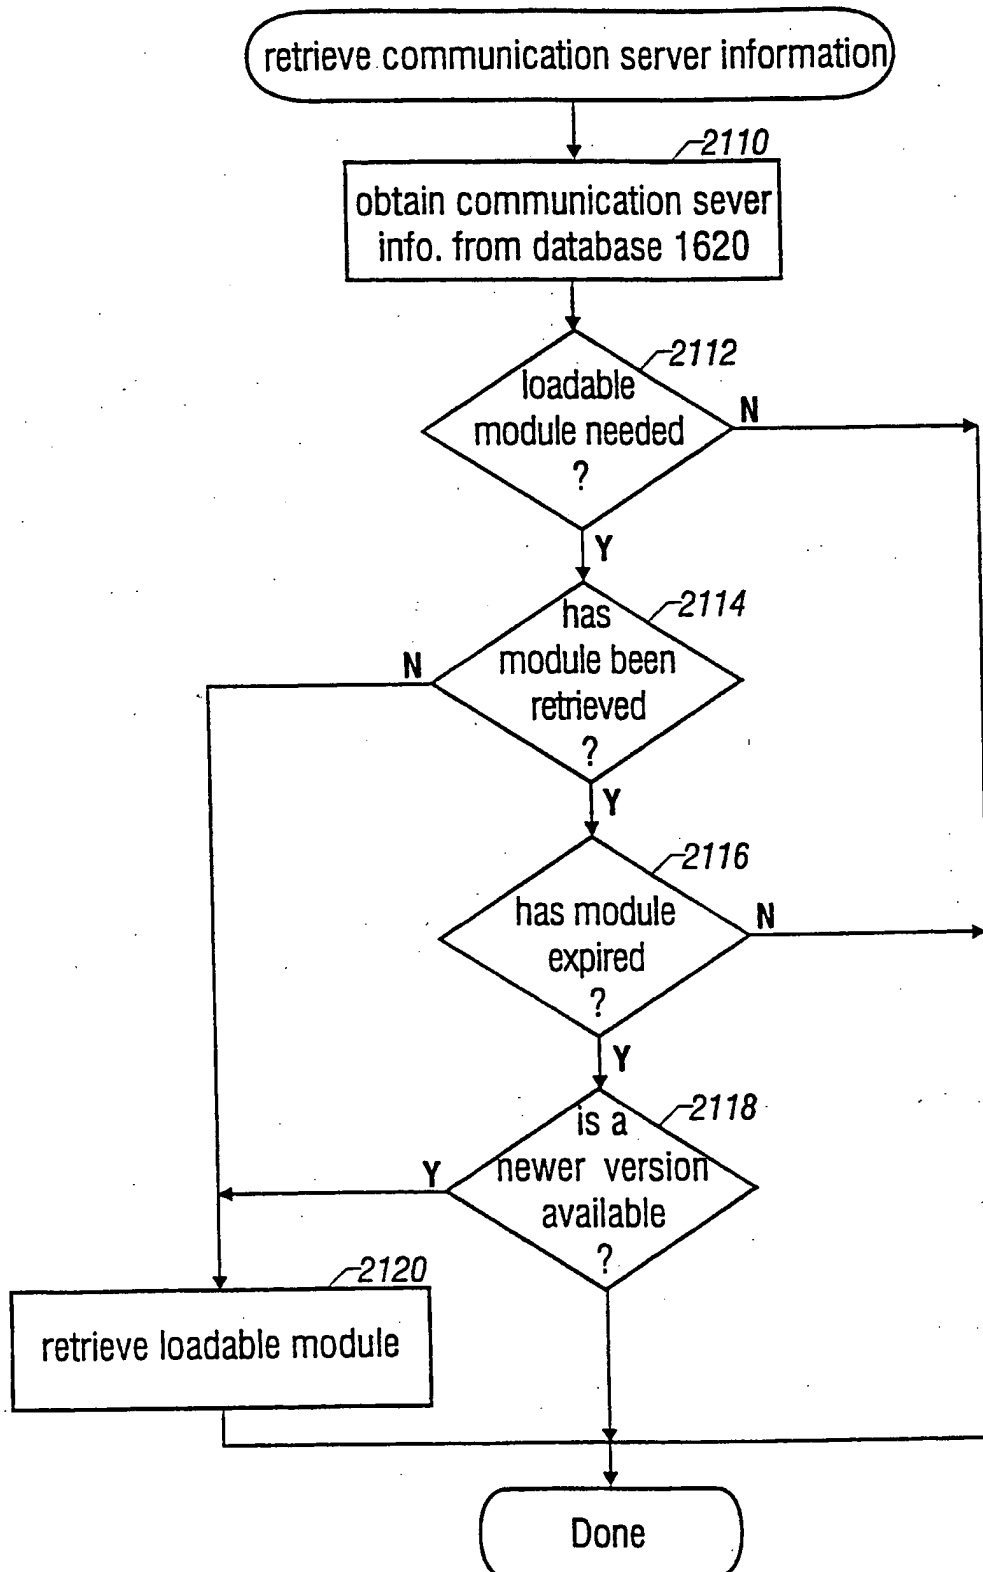 retrieve communication server information
2110
obtain communication sever
info. from database 1620
2112
loadable
module needed
?
N
Y
2114
has
module been
retrieved
?
N
Y
2116
has module
expired
?
N
Y
2118
is a
newer version
available
?
Y
2120
retrieve loadable module
Done